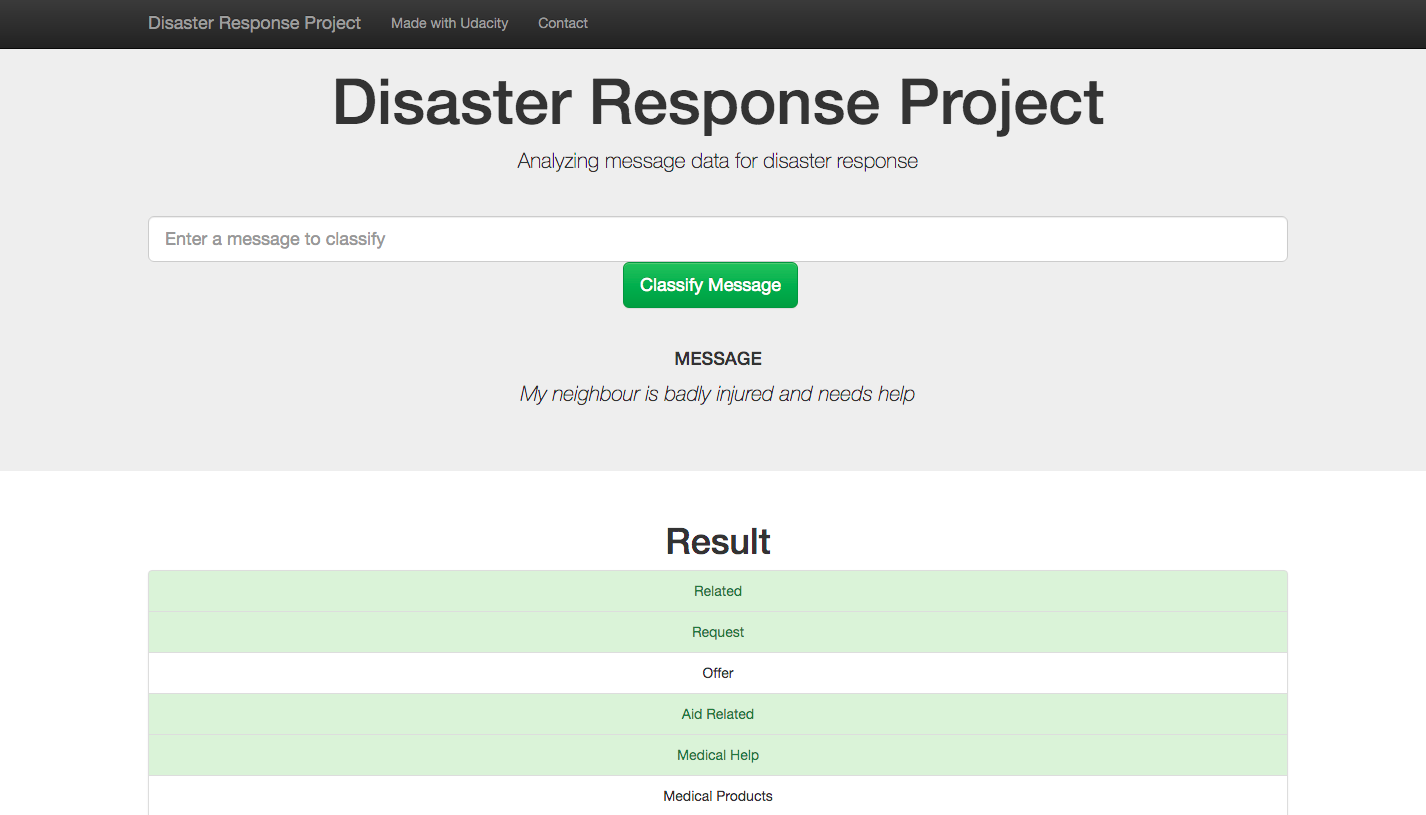 Disaster Response Project Made with Udacity Contact
Disaster Response Project
Analyzing message data for disaster response
Enter a message to classify
Classify Message
MESSAGE
My neighbour is badly injured and needs help
Result
Related
Request
Offer
Aid Related
Medical Help
Medical Products